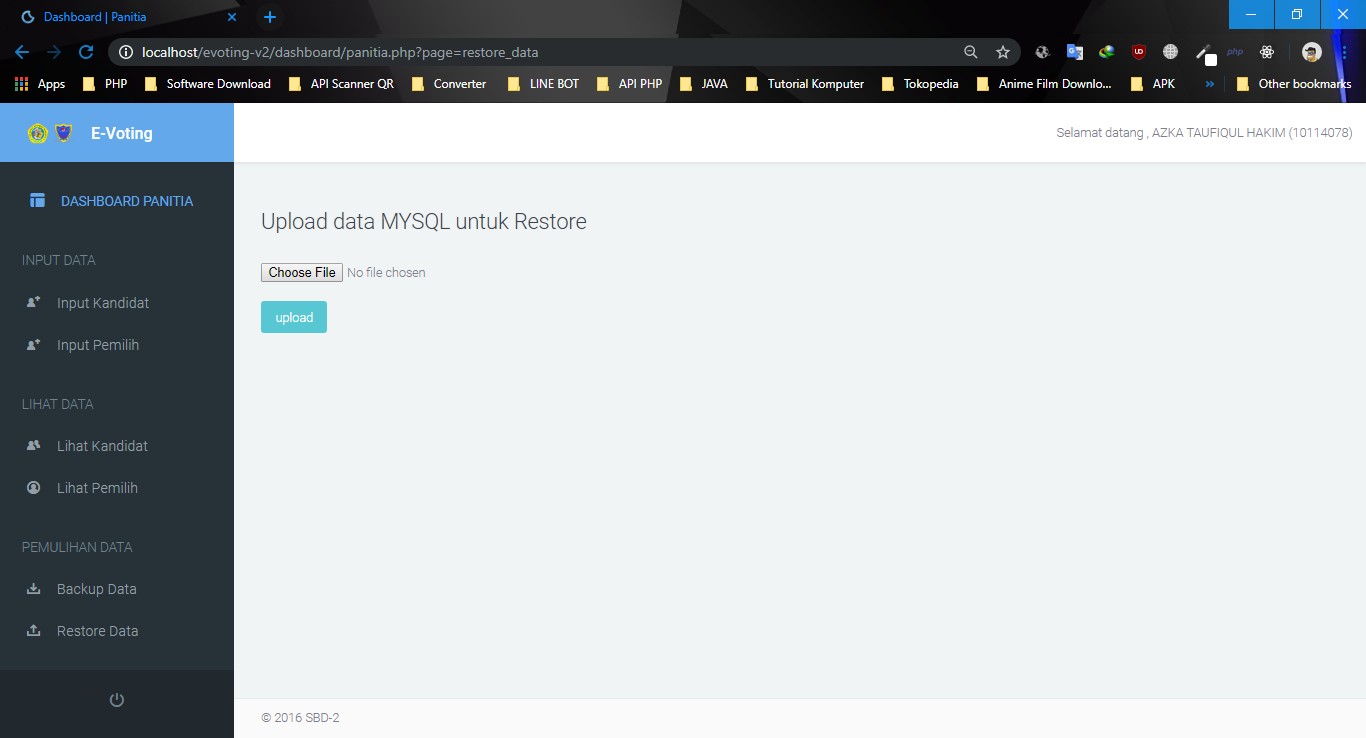 Dashboard | Panitia
localhost/evoting-v2/dashboard/panitia.php?page=restore_data
Apps PHP Software Download API Scanner QR Converter LINE BOT API PHP JAVA Tutorial Komputer Tokopedia Anime Film Downlo... APK » Other bookmarks
E-Voting
Selamat datang , AZKA TAUFIQUL HAKIM (10114078)
DASHBOARD PANITIA
INPUT DATA
Input Kandidat
Input Pemilih
LIHAT DATA
Lihat Kandidat
Lihat Pemilih
PEMULIHAN DATA
Backup Data
Restore Data
Upload data MYSQL untuk Restore
Choose File No file chosen
upload
© 2016 SBD-2